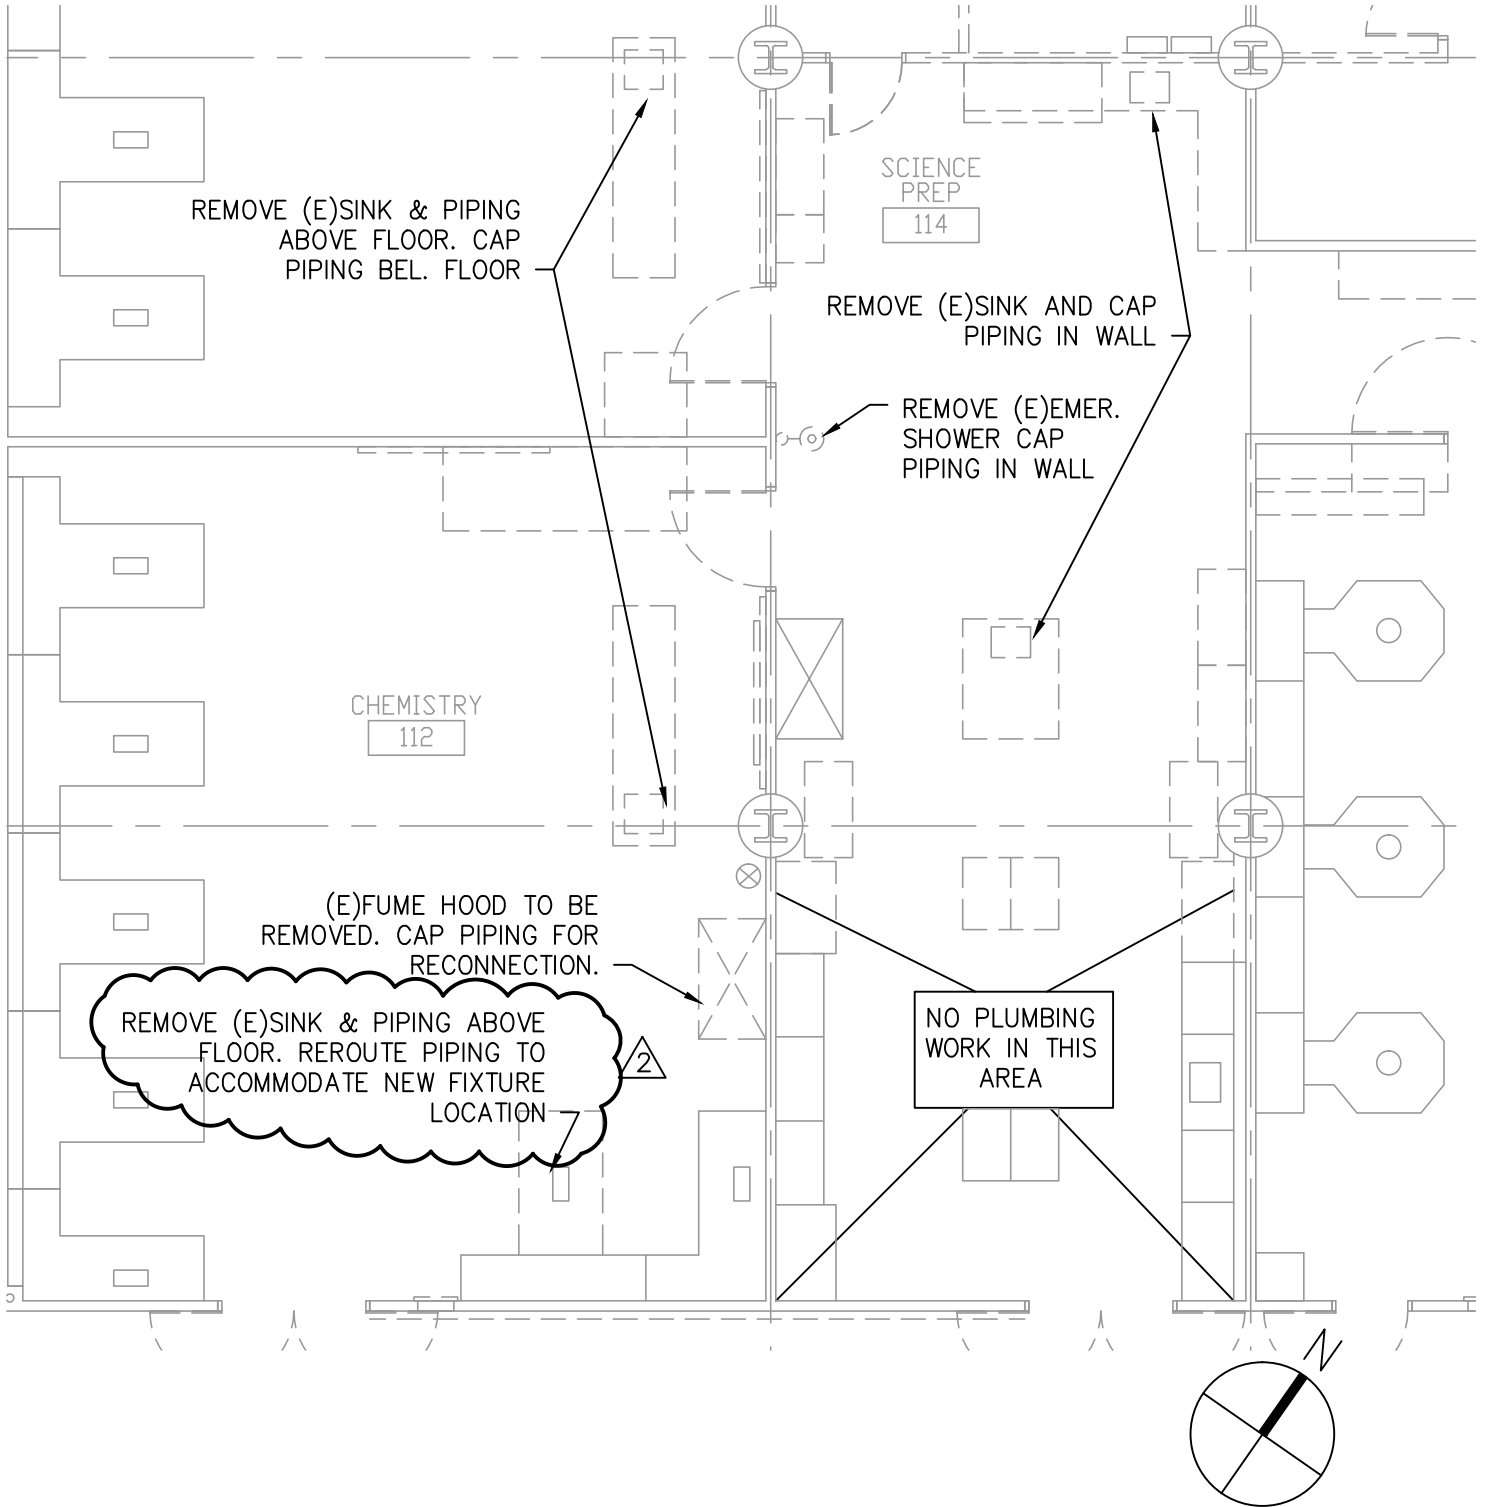 SCIENCE
PREP
114
REMOVE (E)SINK & PIPING
ABOVE FLOOR. CAP
PIPING BEL. FLOOR
REMOVE (E)SINK AND CAP
PIPING IN WALL
REMOVE (E)EMER.
SHOWER CAP
PIPING IN WALL
CHEMISTRY
112
(E)FUME HOOD TO BE
REMOVED. CAP PIPING FOR
RECONNECTION.
REMOVE (E)SINK & PIPING ABOVE
FLOOR. REROUTE PIPING TO
ACCOMMODATE NEW FIXTURE
LOCATION
2
NO PLUMBING
WORK IN THIS
AREA
N